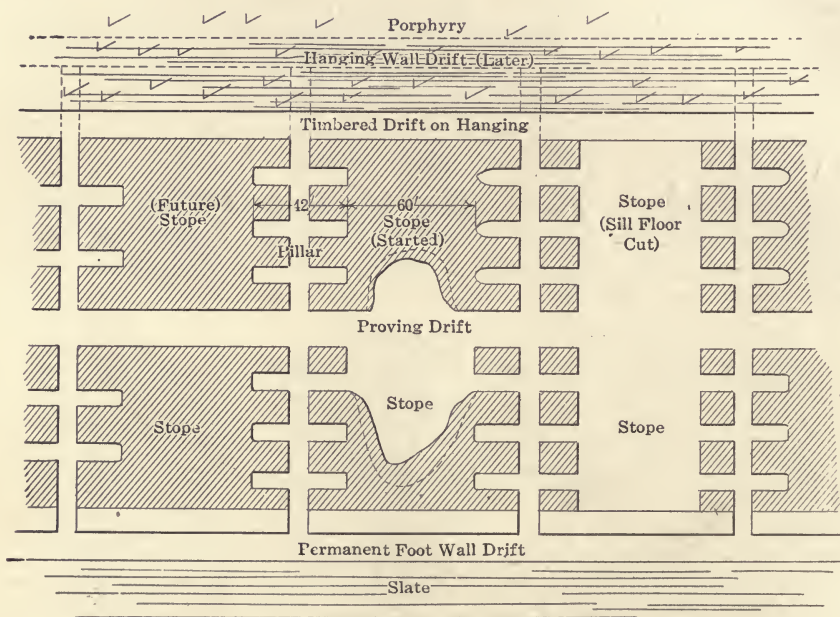 Porphyry
Hanging Wall Drift (Later)
Timbered Drift on Hanging
(Future)
Stope
42'
60'
Stope
(Started)
Pillar
Stope
(Sill Floor
Cut)
Proving Drift
Stope
Stope
Stope
Permanent Foot Wall Drift
Slate